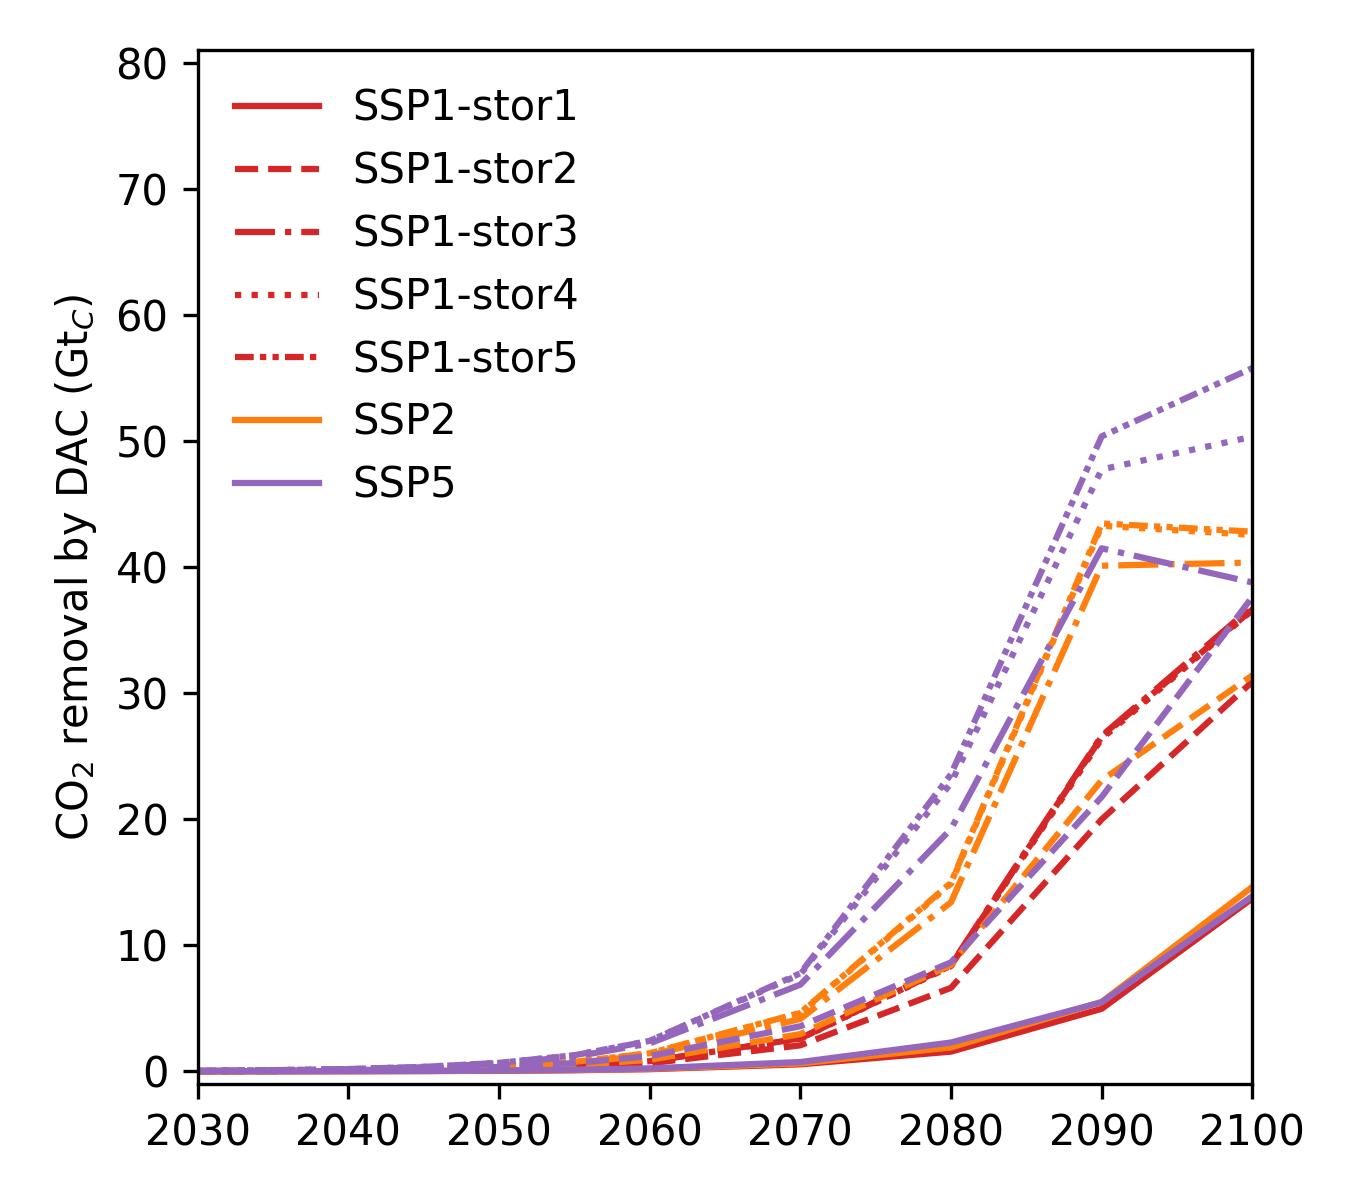 80
70
60
50
40
30
20
10
0
CO₂ removal by DAC (Gt_C)
SSP1-stor1
SSP1-stor2
SSP1-stor3
SSP1-stor4
SSP1-stor5
SSP2
SSP5
2030 2040 2050 2060 2070 2080 2090 2100